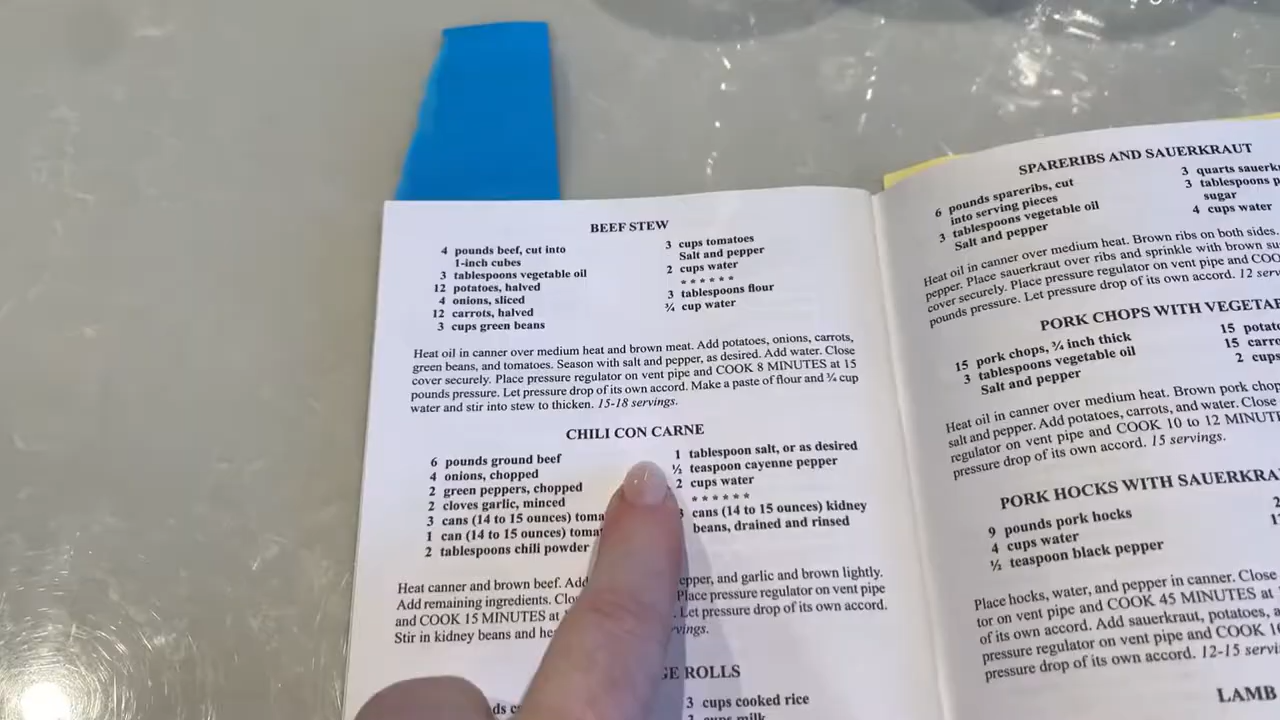 BEEF STEW
4 pounds beef, cut into
1-inch cubes
3 tablespoons vegetable oil
12 potatoes, halved
4 onions, sliced
12 carrots, halved
3 cups green beans
3 cups tomatoes
Salt and pepper
2 cups water
* * * * * *
3 tablespoons flour
¾ cup water
Heat oil in canner over medium heat and brown meat. Add potatoes, onions, carrots,
green beans, and tomatoes. Season with salt and pepper, as desired. Add water. Close
cover securely. Place pressure regulator on vent pipe and COOK 8 MINUTES at 15
pounds pressure. Let pressure drop of its own accord. Make a paste of flour and ¾ cup
water and stir into stew to thicken. 15-18 servings.
CHILI CON CARNE
6 pounds ground beef
4 onions, chopped
2 green peppers, chopped
2 cloves garlic, minced
3 cans (14 to 15 ounces)
1 can (14 to 15 ounces)
2 tablespoons chili powder
1 tablespoon salt, or as desired
½ teaspoon cayenne pepper
2 cups water
* * * * * *
cans (14 to 15 ounces) kidney
beans, drained and rinsed
Heat canner and brown beef. Add epper, and garlic and brown lightly.
Add remaining ingredients. Place pressure regulator on vent pipe
and COOK 15 MINUTES at Let pressure drop of its own accord.
Stir in kidney beans and
ROLLS
3 cups cooked rice
cups milk
SPARERIBS AND SAUERKRAUT
6 pounds spareribs, cut
into serving pieces
3 tablespoons vegetable oil
Salt and pepper
3 quarts
3 tablespoons
sugar
4 cups water
Heat oil in canner over medium heat. Brown ribs on both sides.
pepper. Place sauerkraut over ribs and sprinkle with brown
cover securely. Place pressure regulator on vent pipe and
pounds pressure. Let pressure drop of its own accord. 12
PORK CHOPS WITH
15 pork chops, ¾ inch thick
3 tablespoons vegetable oil
Salt and pepper
15
15
2 cups
Heat oil in canner over medium heat. Brown pork
salt and pepper. Add potatoes, carrots, and water. Close
regulator on vent pipe and COOK 10 to 12
pressure drop of its own accord. 15 servings.
PORK HOCKS WITH
9 pounds pork hocks
4 cups water
½ teaspoon black pepper
Place hocks, water, and pepper in canner. Close
tor on vent pipe and COOK 45 MINUTES at
of its own accord. Add sauerkraut, potatoes,
pressure regulator on vent pipe and COOK
pressure drop of its own accord. 12-15
LAMB